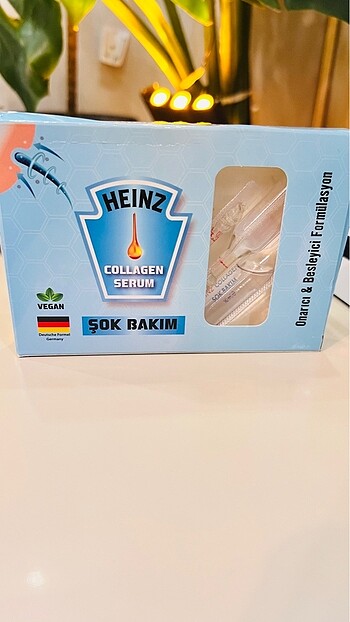 HEINZ
COLLAGEN
SERUM
VEGAN
Deutsche Formel
Germany
ŞOK BAKIM
Onarıcı & Besleyici Formülasyon